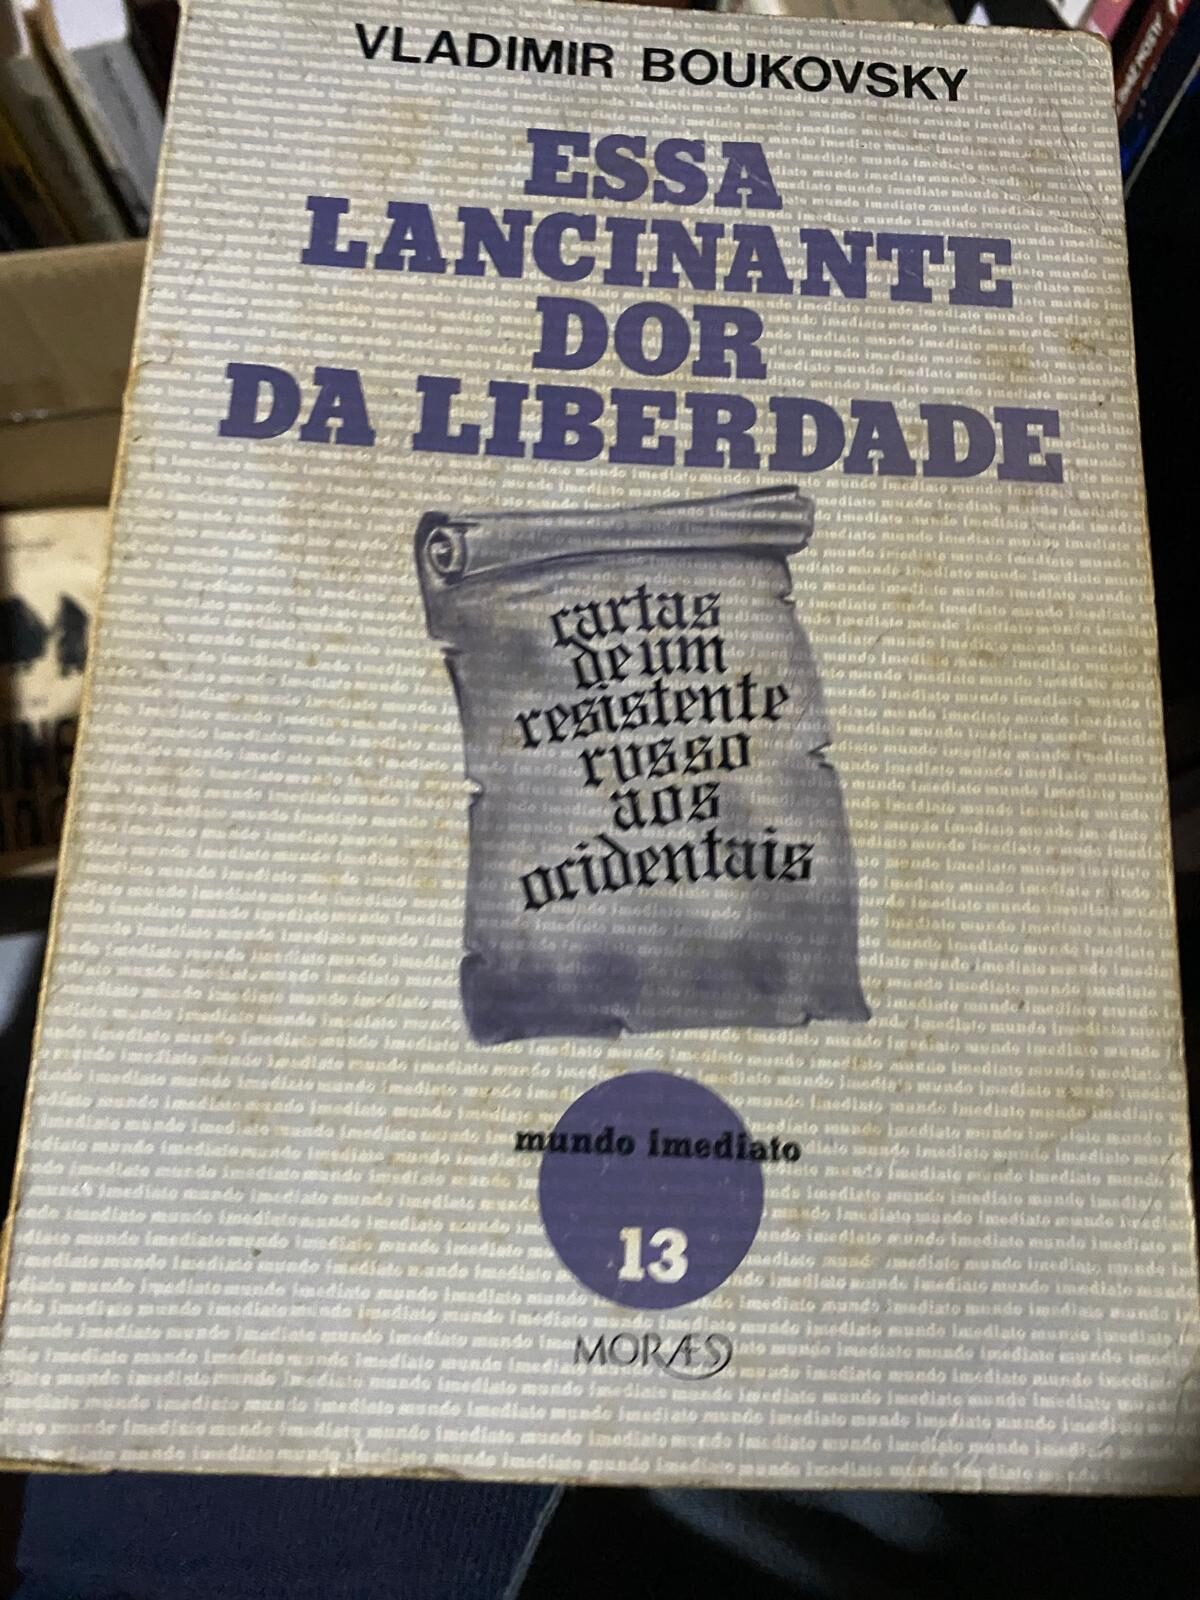 VLADIMIR BOUKOVSKY
ESSA
LANCINANTE
DOR
DA LIBERDADE
cartas
de um
resistente
russo
aos
ocidentais
mundo imediato
13
MORAES